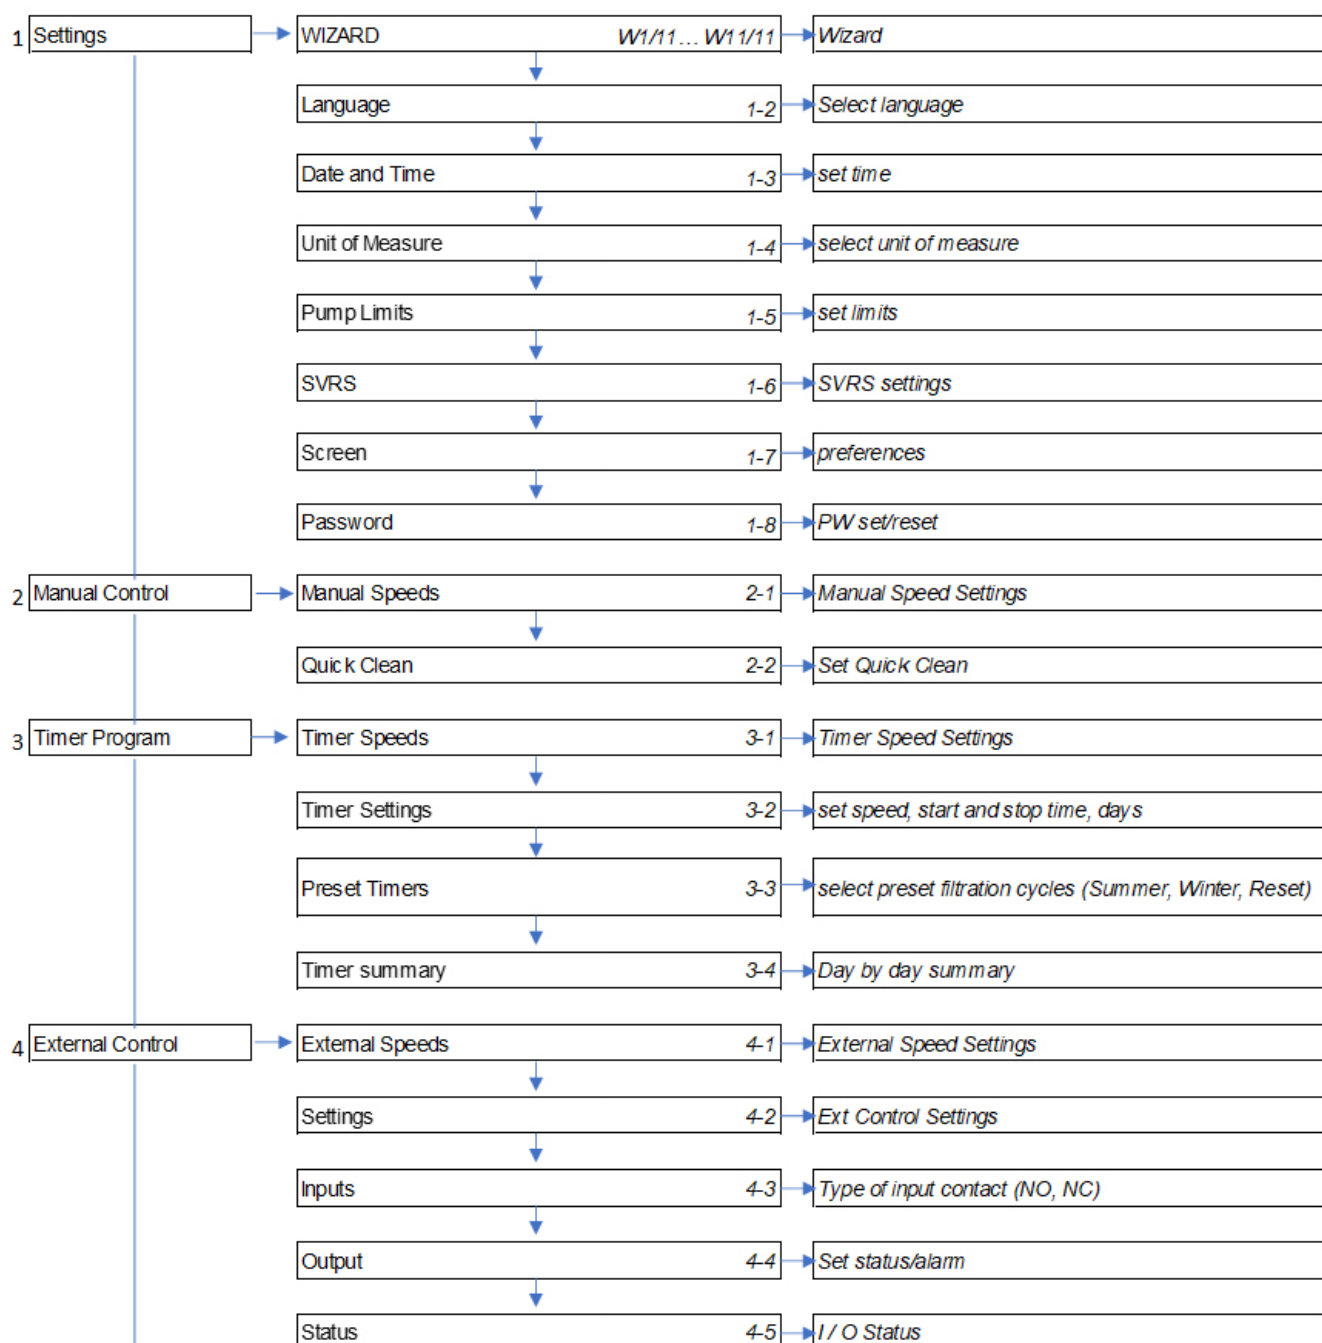 1 Settings WIZARD W1/11... W11/11 Wizard
Language 1-2 Select language
Date and Time 1-3 set time
Unit of Measure 1-4 select unit of measure
Pump Limits 1-5 set limits
SVRS 1-6 SVRS settings
Screen 1-7 preferences
Password 1-8 PW set/reset
2 Manual Control Manual Speeds 2-1 Manual Speed Settings
Quick Clean 2-2 Set Quick Clean
3 Timer Program Timer Speeds 3-1 Timer Speed Settings
Timer Settings 3-2 set speed, start and stop time, days
Preset Timers 3-3 select preset filtration cycles (Summer, Winter, Reset)
Timer summary 3-4 Day by day summary
4 External Control External Speeds 4-1 External Speed Settings
Settings 4-2 Ext Control Settings
Inputs 4-3 Type of input contact (NO, NC)
Output 4-4 Set status/alarm
Status 4-5 I / O Status